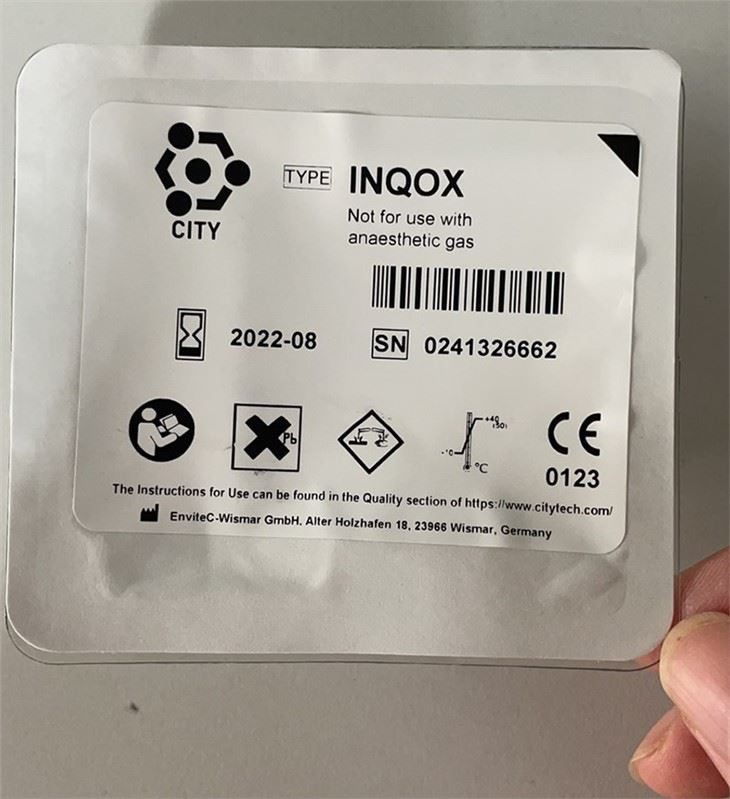 CITY
TYPE INQOX
Not for use with
anaesthetic gas
2022-08
SN 0241326662
Pb
-10
+40
°C
CE
0123
The Instructions for Use can be found in the Quality section of https://www.citytech.com/
EnviteC-Wismar GmbH. Alter Holzhafen 18, 23966 Wismar, Germany